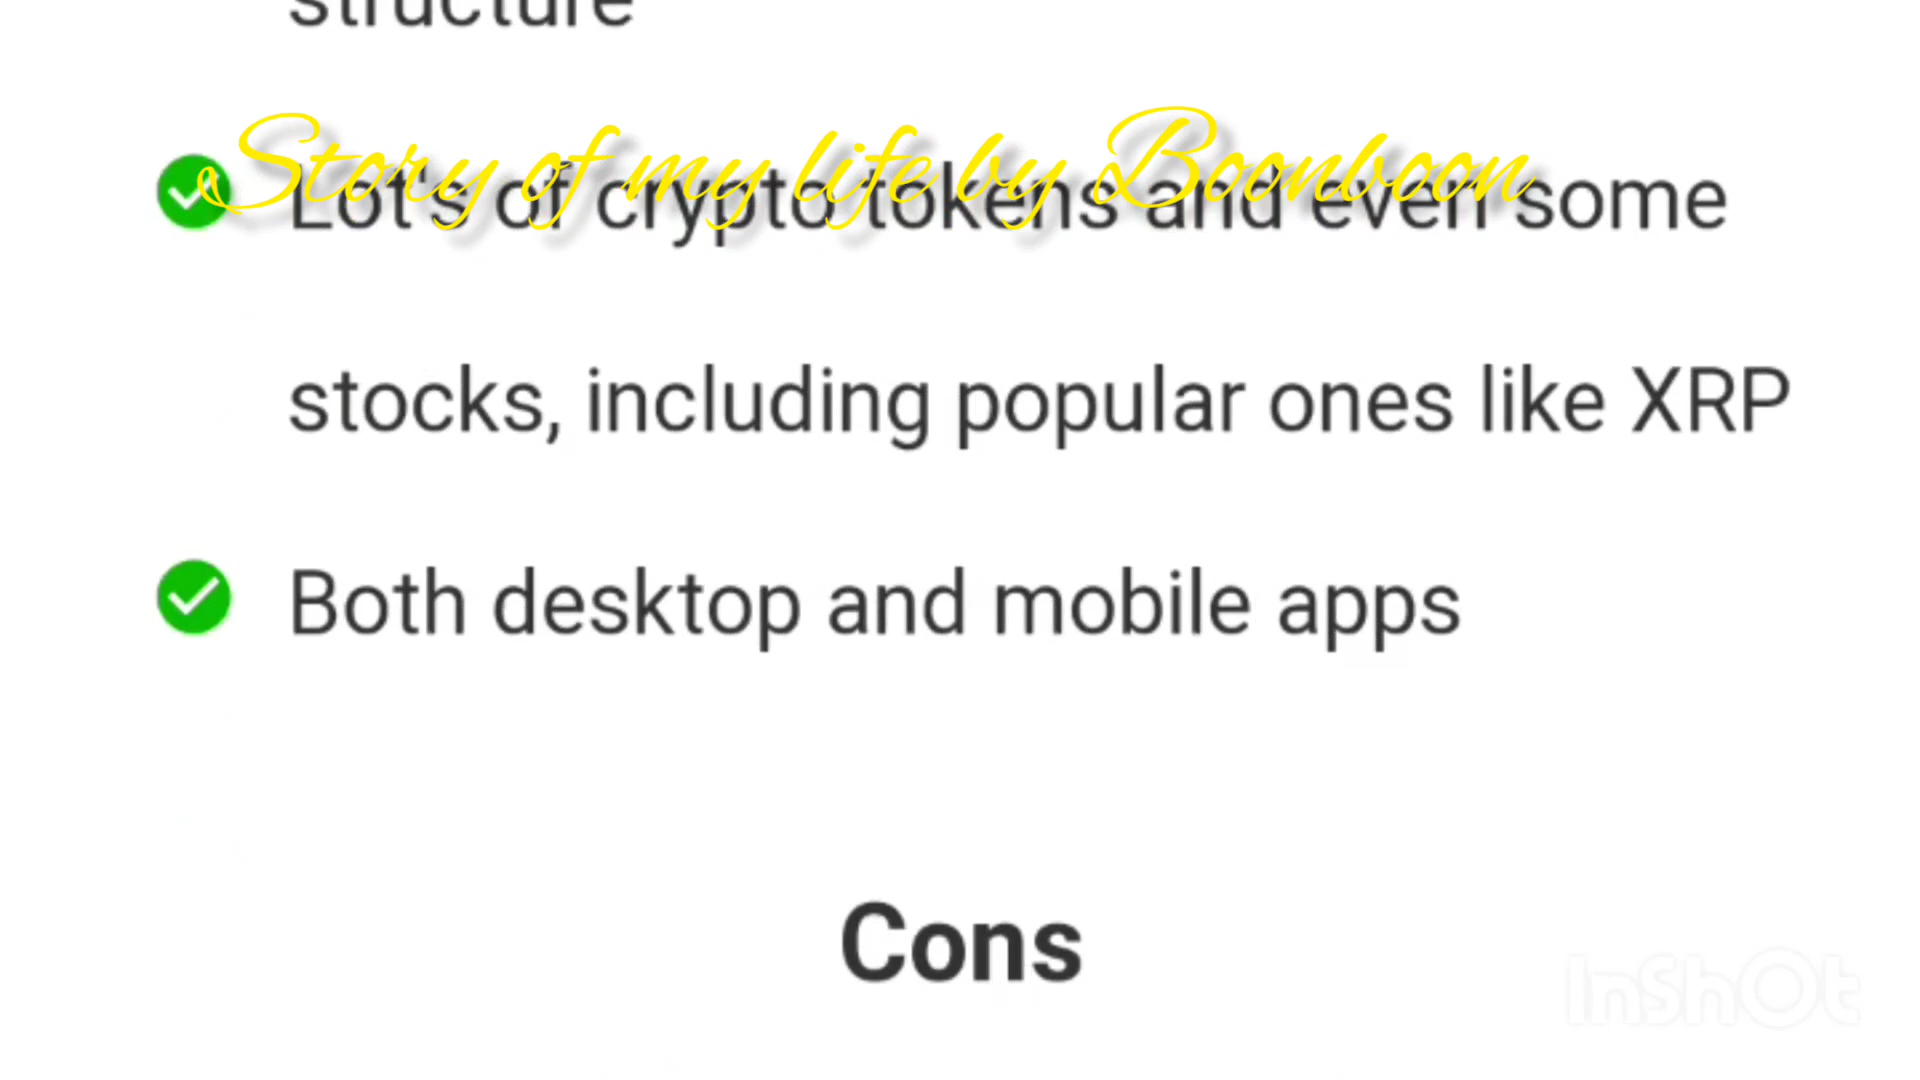 structure
Story of my life by Boonboon
Lot's of crypto tokens and even some
stocks, including popular ones like XRP
Both desktop and mobile apps
Cons
InShOt